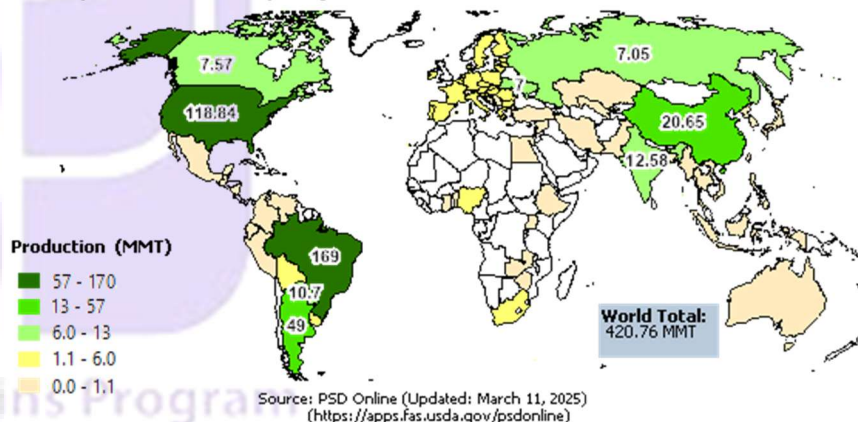 7.57
7.05
7
118.84
20.65
12.58
169
10.7
49
Production (MMT)
57 - 170
13 - 57
6.0 - 13
1.1 - 6.0
0.0 - 1.1
World Total:
420.76 MMT
ins Program
Source: PSD Online (Updated: March 11, 2025)
(https://apps.fas.usda.gov/psdonline)